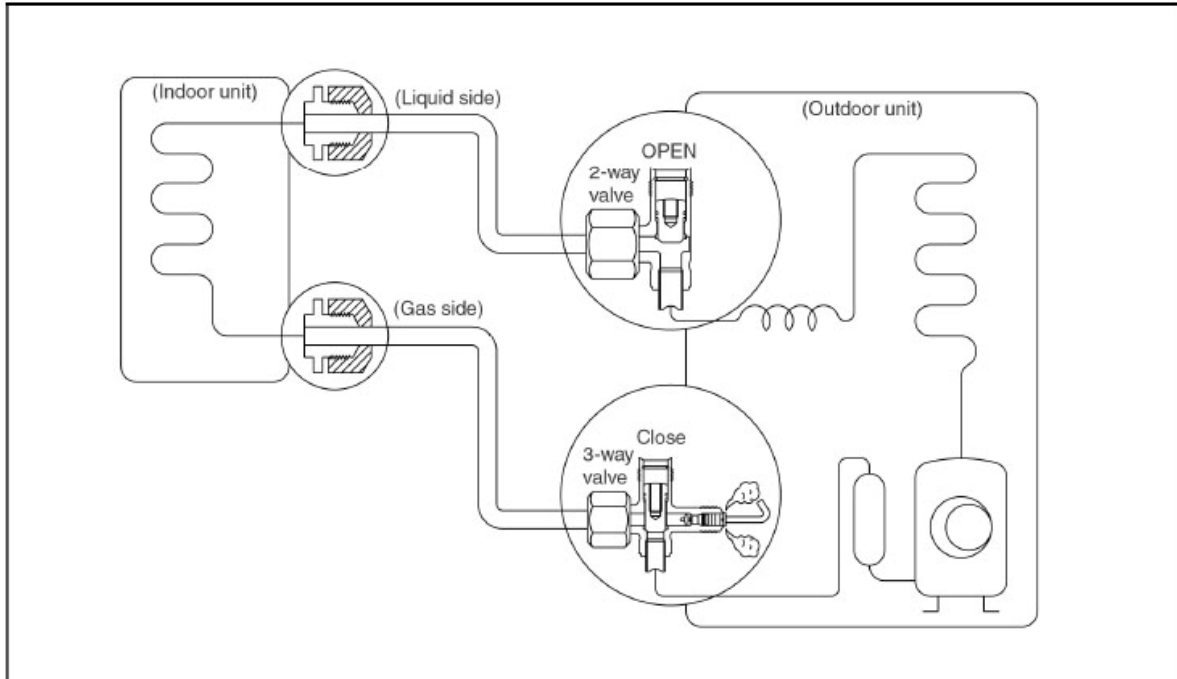 (Indoor unit)
(Liquid side)
(Outdoor unit)
OPEN
2-way
valve
(Gas side)
Close
3-way
valve